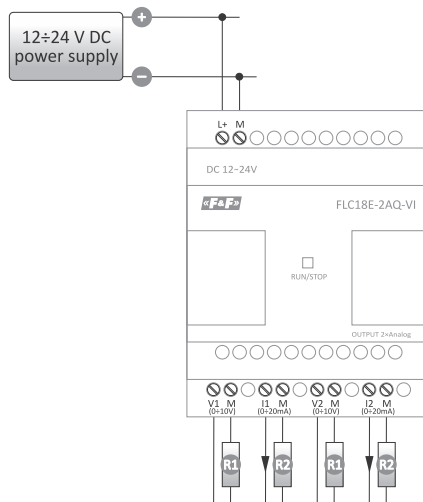 +
12÷24 V DC
power supply
−
L+ M
DC 12−24V
«F&F»
FLC18E-2AQ-VI
RUN/STOP
OUTPUT 2×Analog
V1 M I1 M V2 M I2 M
(0÷10V) (0÷20mA) (0÷10V) (0÷20mA)
R1 R2 R1 R2